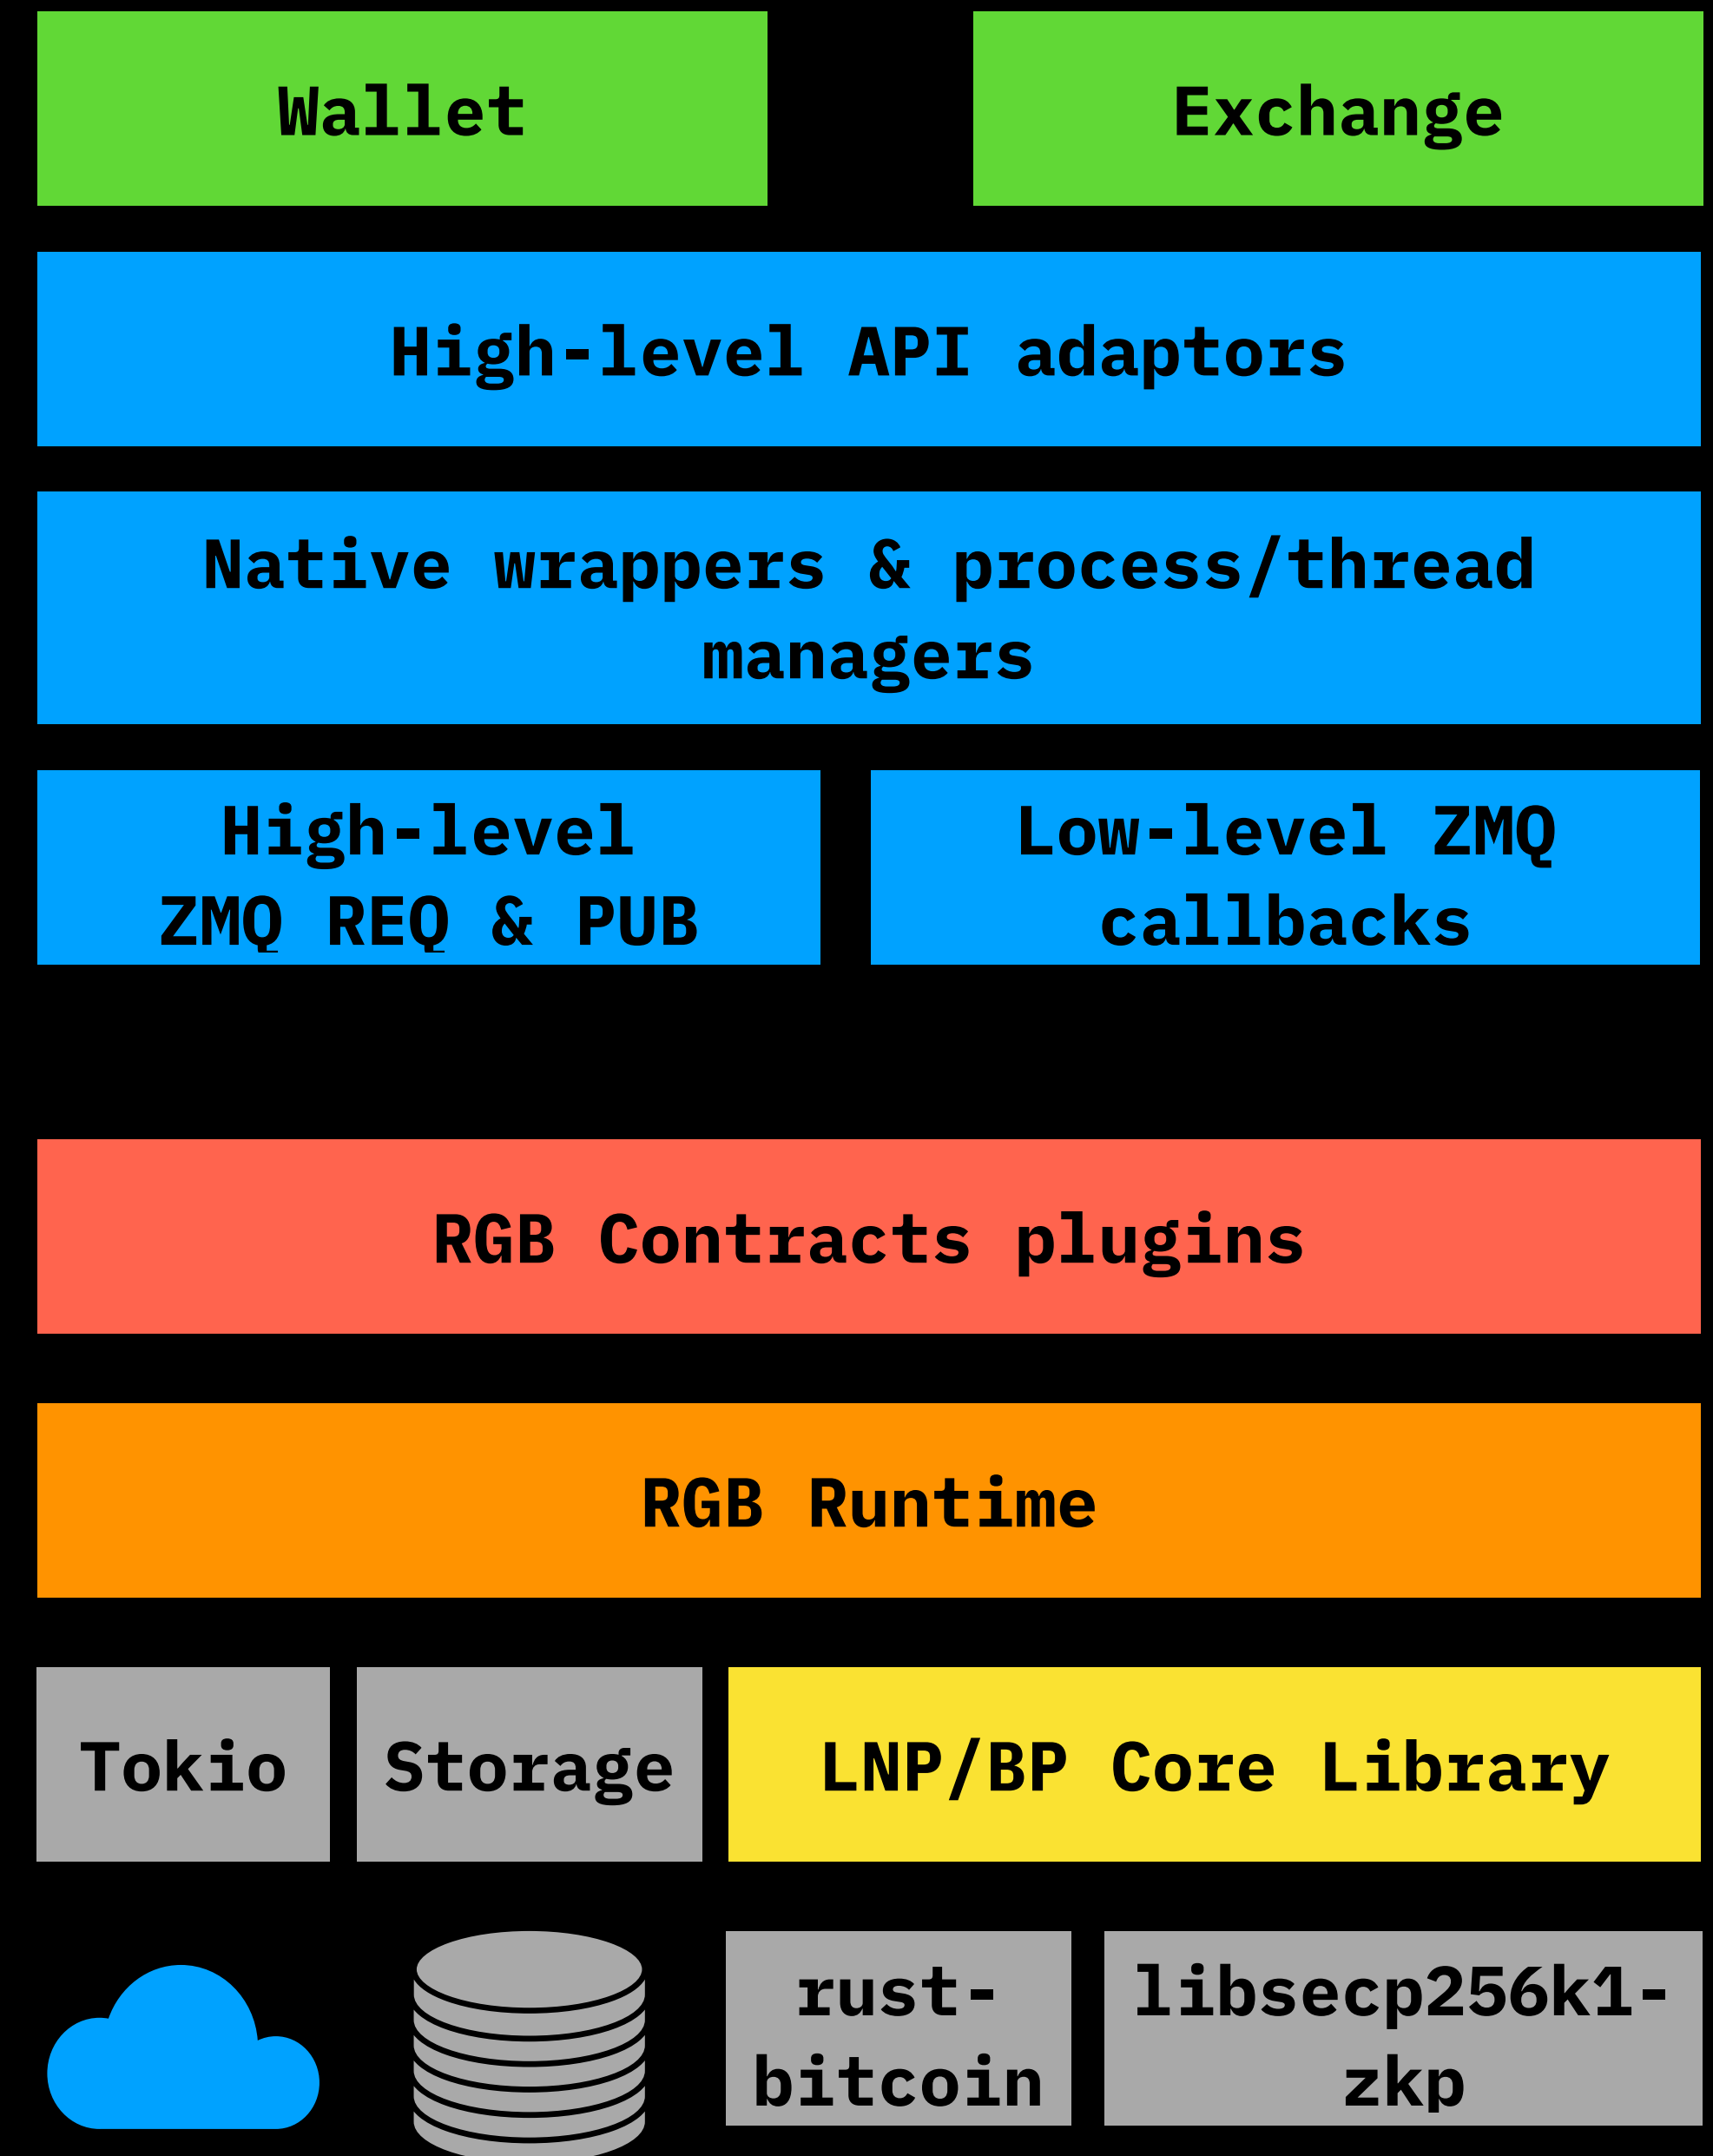 Wallet
Exchange
High-level API adaptors
Native wrappers & process/thread
managers
High-level
ZMQ REQ & PUB
Low-level ZMQ
callbacks
RGB Contracts plugins
RGB Runtime
Tokio
Storage
LNP/BP Core Library
rust-
bitcoin
libsecp256k1-
zkp